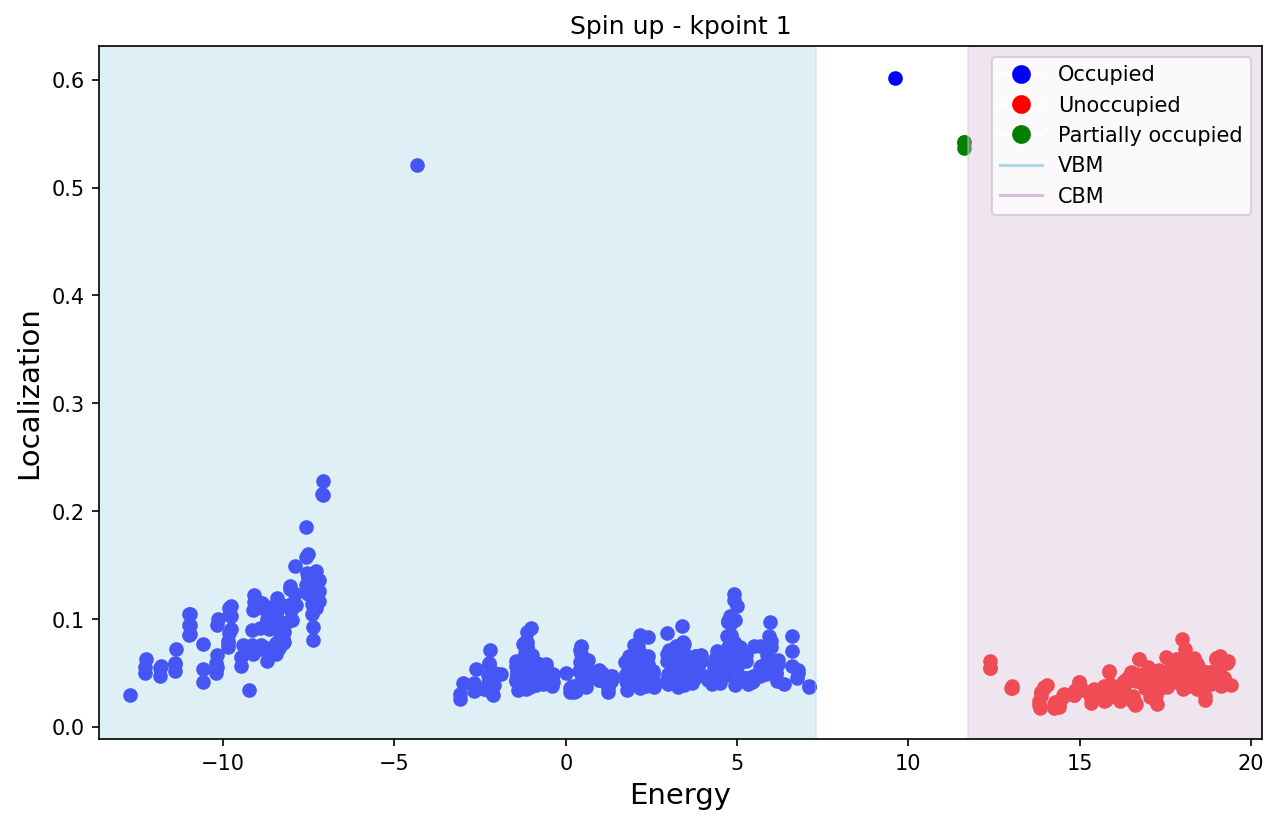 Spin up - kpoint 1
Localization
0.6
0.5
0.4
0.3
0.2
0.1
0.0
Occupied
Unoccupied
Partially occupied
VBM
CBM
−10
−5
0
5
10
15
20
Energy